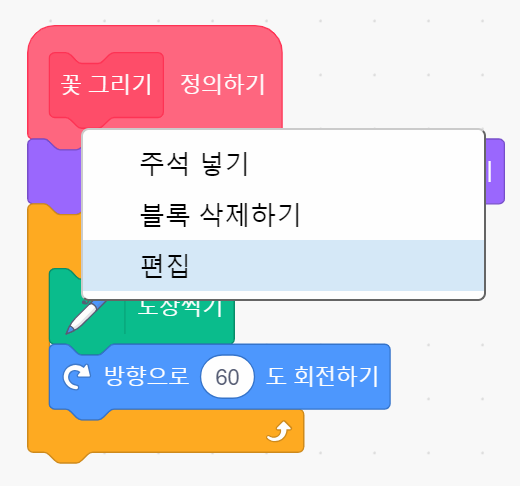 꽃 그리기 정의하기
주석 넣기
블록 삭제하기
편집
도장찍기
방향으로 60 도 회전하기